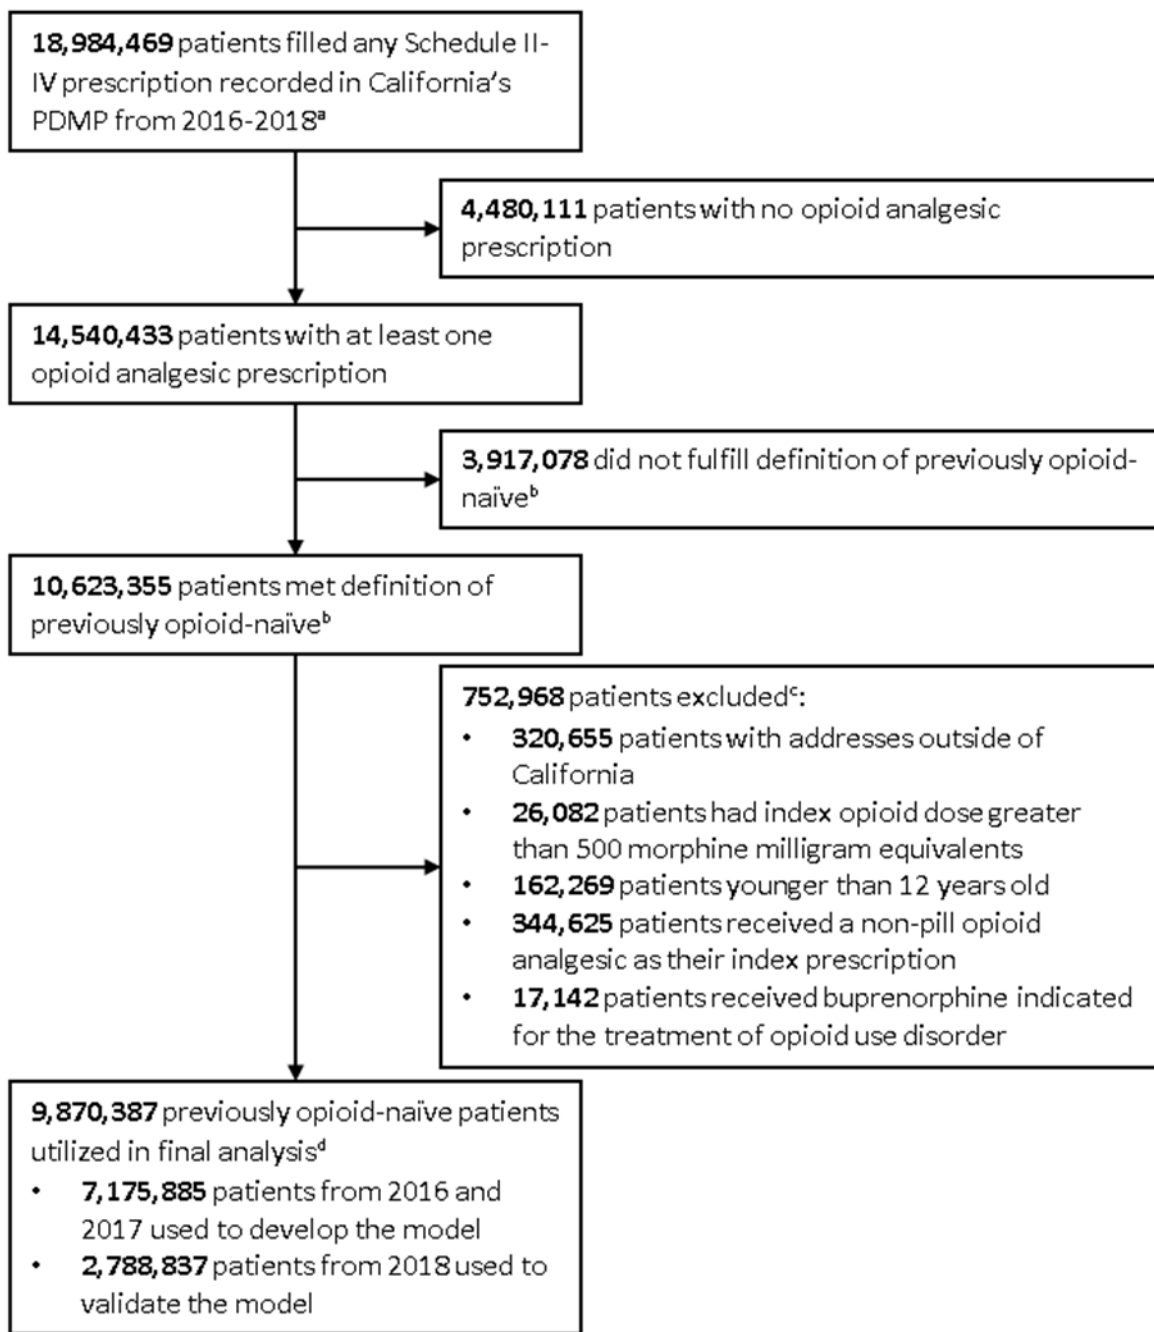 18,984,469 patients filled any Schedule II-
IV prescription recorded in California's
PDMP from 2016-2018ᵃ
4,480,111 patients with no opioid analgesic
prescription
14,540,433 patients with at least one
opioid analgesic prescription
3,917,078 did not fulfill definition of previously opioid-
naïveᵇ
10,623,355 patients met definition of
previously opioid-naïveᵇ
752,968 patients excludedᶜ:
• 320,655 patients with addresses outside of
California
• 26,082 patients had index opioid dose greater
than 500 morphine milligram equivalents
• 162,269 patients younger than 12 years old
• 344,625 patients received a non-pill opioid
analgesic as their index prescription
• 17,142 patients received buprenorphine indicated
for the treatment of opioid use disorder
9,870,387 previously opioid-naïve patients
utilized in final analysisᵈ
• 7,175,885 patients from 2016 and
2017 used to develop the model
• 2,788,837 patients from 2018 used to
validate the model